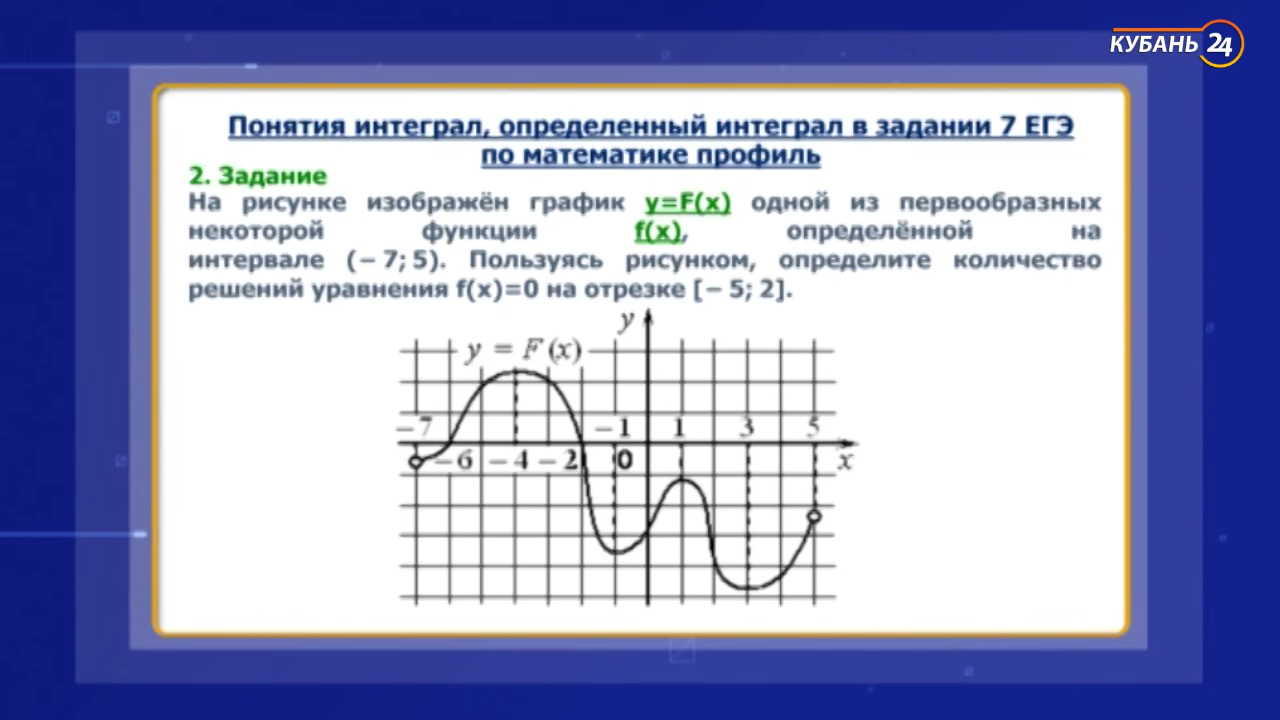 КУБАНЬ 24
Понятия интеграл, определенный интеграл в задании 7 ЕГЭ
по математике профиль
2. Задание
На рисунке изображён график y=F(x) одной из первообразных
некоторой функции f(x), определённой на
интервале (– 7; 5). Пользуясь рисунком, определите количество
решений уравнения f(x)=0 на отрезке [– 5; 2].
y
y = F (x)
–7 –1 1 3 5
–6 –4 –2 0 x